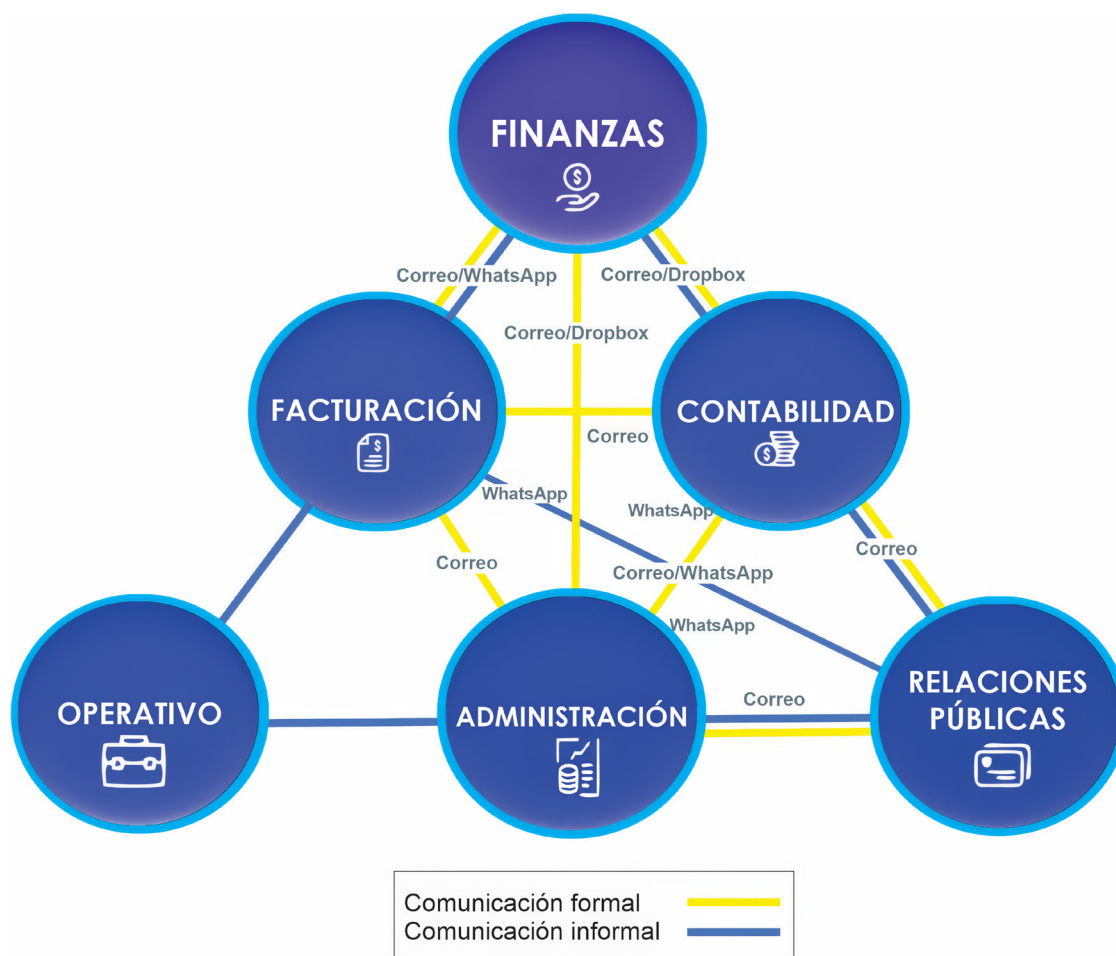 FINANZAS
Correo/WhatsApp
Correo/Dropbox
Correo/Dropbox
FACTURACIÓN
CONTABILIDAD
Correo
WhatsApp
WhatsApp
Correo
Correo
Correo/WhatsApp
WhatsApp
OPERATIVO
ADMINISTRACIÓN
Correo
RELACIONES
PÚBLICAS
Comunicación formal
Comunicación informal